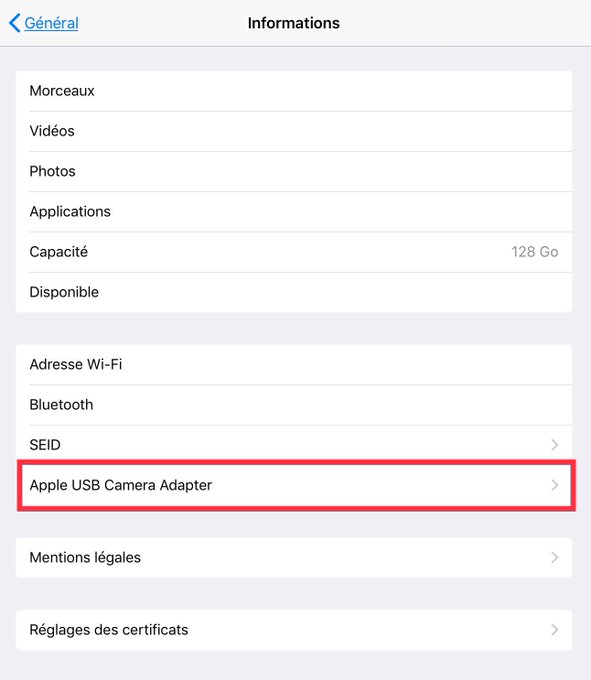 Général
Informations
Morceaux
Vidéos
Photos
Applications
Capacité 128 Go
Disponible
Adresse Wi-Fi
Bluetooth
SEID
Apple USB Camera Adapter
Mentions légales
Réglages des certificats